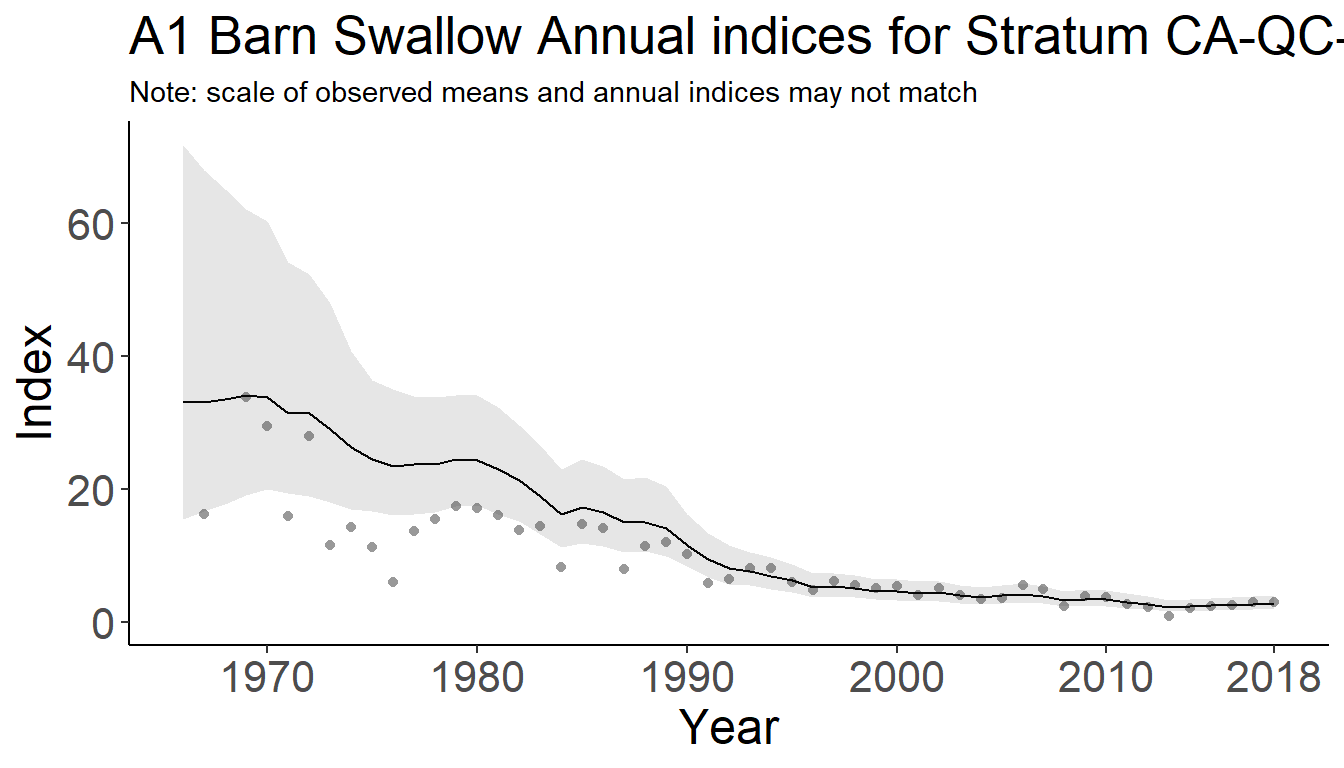 A1 Barn Swallow Annual indices for Stratum CA-QC-
Note: scale of observed means and annual indices may not match
Index
60
40
20
0
1970 1980 1990 2000 2010 2018
Year